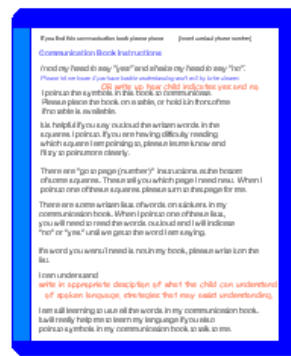 If you find this communication book please phone (insert contact phone number)
Communication Book Instructions
I nod my head to say "yes" and shake my head to say "no".
Please let me know if you have trouble understanding and I will try to be clearer.
OR write up how child indicates yes and no
I point to the symbols in this book to communicate.
Please place the book on a table, or hold it in front of me
if no table is available.
It is helpful if you say out loud the written words in the
squares I point to. If you are having difficulty reading
which square I am pointing to, please let me know and
I'll try to point more clearly.
There are "go to page (number)" instructions at the bottom
of some squares. These tell you which page I need next. When I
point to one of these squares please turn to this page for me.
There are some written lists of words on stickers in my
communication book. When I point to one of these lists,
you will need to read the words out loud and I will indicate
"no" or "yes" until we get to the word I am saying.
If a word you want/I need is not in my book, please write it on the
list.
I can understand
write in appropriate description of what the child can understand
of spoken language, strategies that may assist understanding.
I am still learning to use all the words in my communication book.
It will really help me to learn my language if you also
point to symbols in my communication book to talk to me.